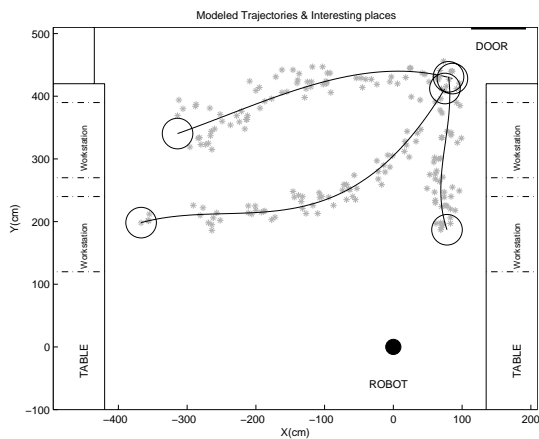 Modeled Trajectories & Interesting places
500
DOOR
400
Workstation
Workstation
300
Y(cm)
200
Workstation
Workstation
100
0
TABLE
TABLE
ROBOT
−100
−400 −300 −200 −100 0 100 200
X(cm)